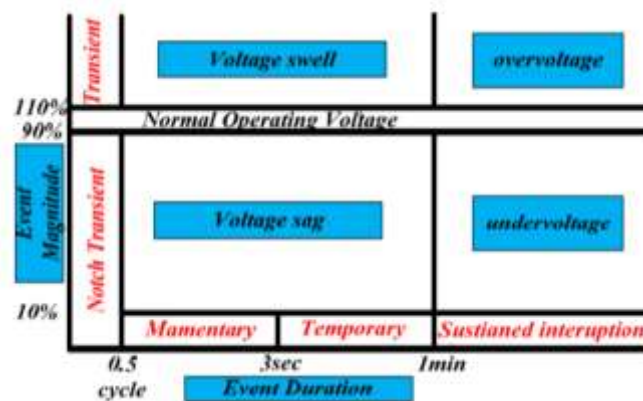 Transient
Voltage swell
overvoltage
110%
Normal Operating Voltage
90%
Event
Magnitude
Notch Transient
Voltage sag
undervoltage
10%
Mamentary
Temporary
Sustianed interuption
0.5
3sec
1min
cycle
Event Duration